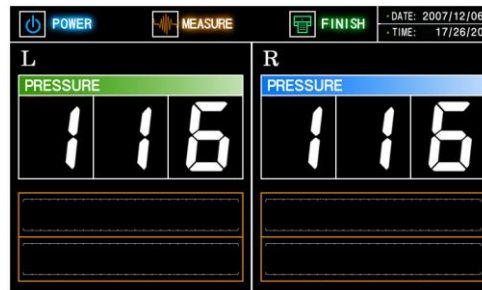 POWER MEASURE FINISH
·DATE: 2007/12/06
·TIME: 17/26/20
L R
PRESSURE PRESSURE
116 116